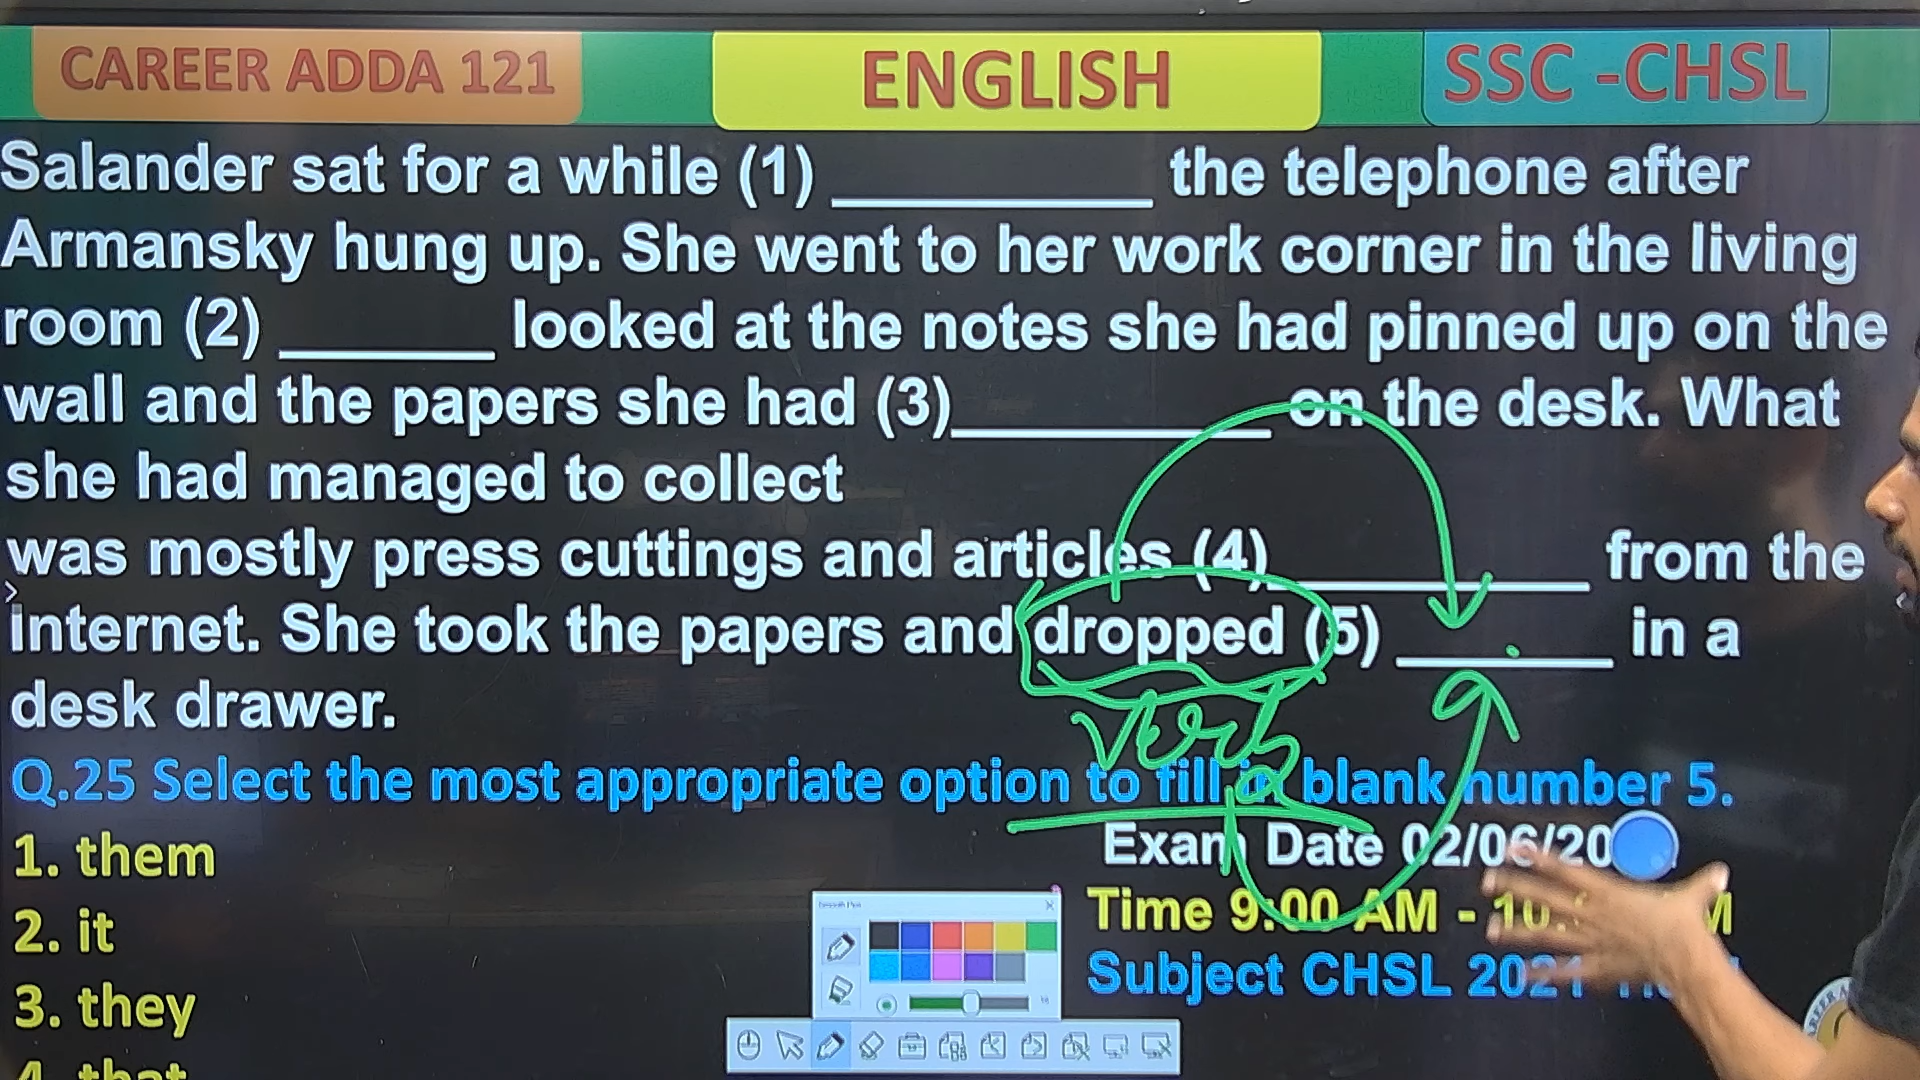 CAREER ADDA 121
ENGLISH
SSC -CHSL
Salander sat for a while (1) __________ the telephone after
Armansky hung up. She went to her work corner in the living
room (2) _______ looked at the notes she had pinned up on the
wall and the papers she had (3)__________ on the desk. What
she had managed to collect
was mostly press cuttings and articles (4)__________ from the
internet. She took the papers and dropped (5) _______ in a
desk drawer.
Verb
Q.25 Select the most appropriate option to fill in blank number 5.
1. them
2. it
3. they
4. that
Exam Date 02/06/20
Time 9:00 AM - 10:
Subject CHSL 2021